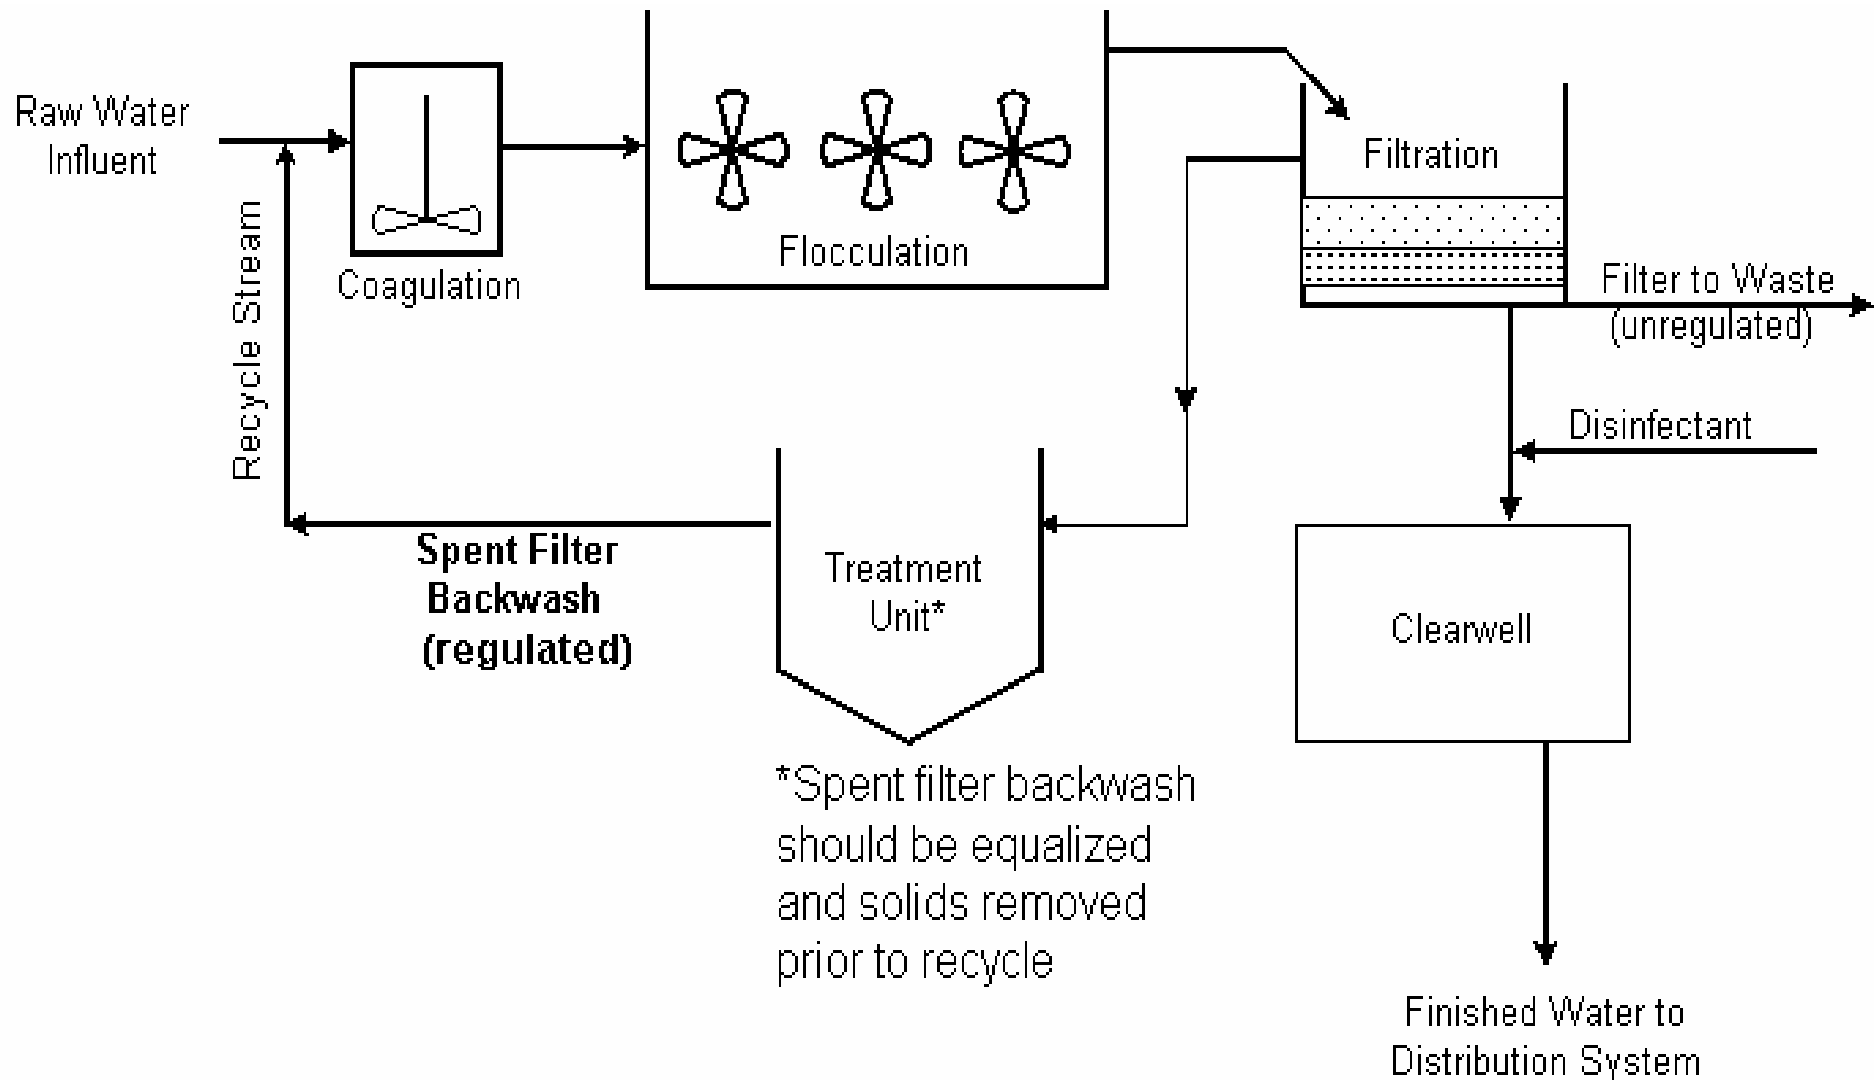 Raw Water
Influent
Recycle Stream
Coagulation
Flocculation
Filtration
Filter to Waste
(unregulated)
Disinfectant
Spent Filter
Backwash
(regulated)
Treatment
Unit*
Clearwell
*Spent filter backwash
should be equalized
and solids removed
prior to recycle
Finished Water to
Distribution System